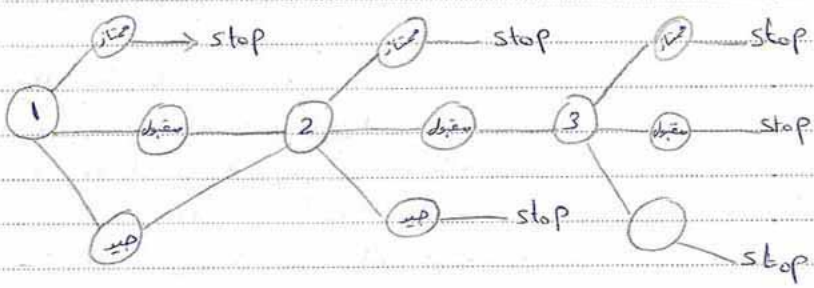 ممتاز → stop ممتاز stop ممتاز stop
1 مقبول 2 مقبول 3 مقبول stop
جيد جيد stop
stop